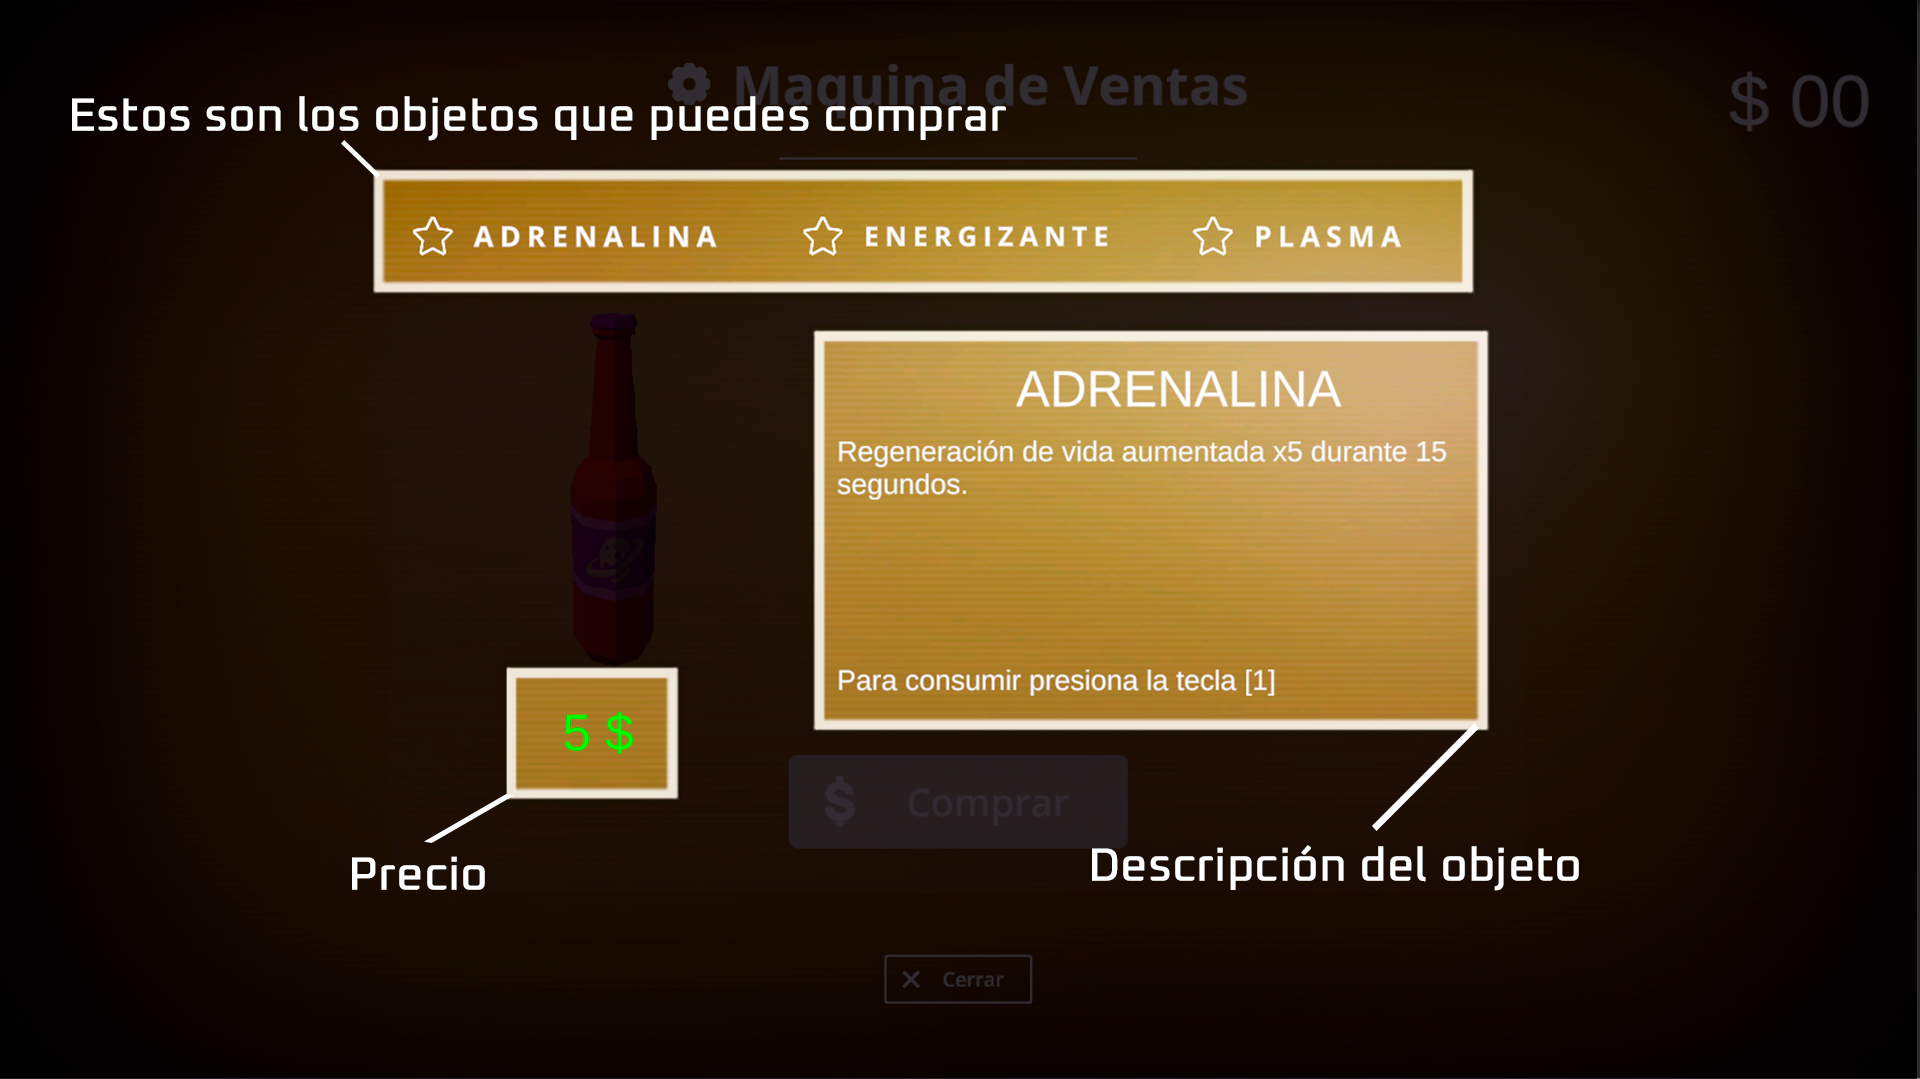 Maquina de Ventas
$ 00
Estos son los objetos que puedes comprar
ADRENALINA
ENERGIZANTE
PLASMA
ADRENALINA
Regeneración de vida aumentada x5 durante 15
segundos.
Para consumir presiona la tecla [1]
5 $
$ Comprar
Precio
Descripción del objeto
Cerrar